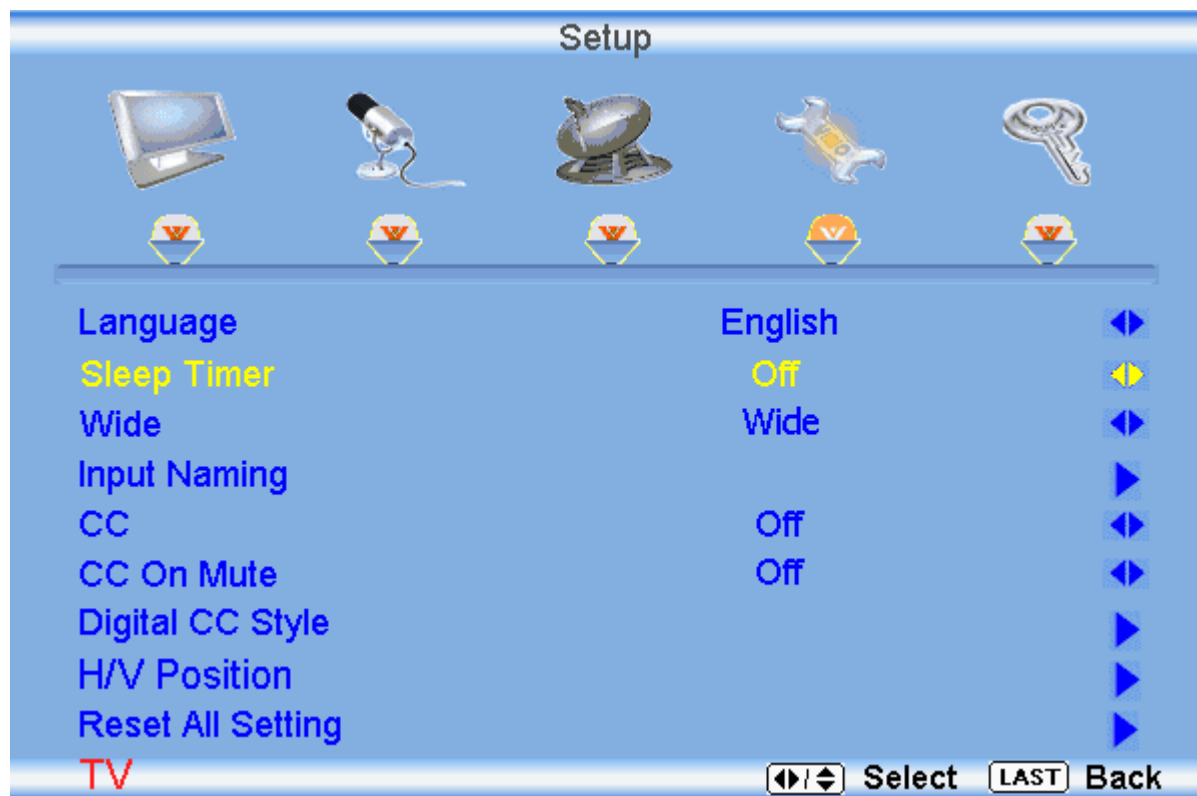 Setup
Language English
Sleep Timer Off
Wide Wide
Input Naming
CC Off
CC On Mute Off
Digital CC Style
H/V Position
Reset All Setting
TV / Select LAST Back